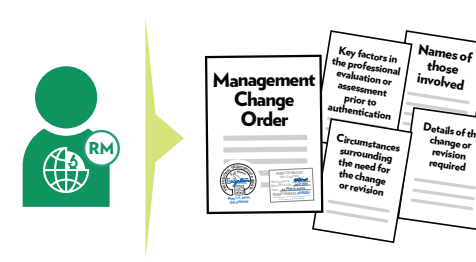 RM
Management
Change
Order
Key factors in
the professional
evaluation or
assessment
prior to
authentication
Names of
those
involved
Circumstances
surrounding
the need for
the change
or revision
Details of th
change or
revision
required